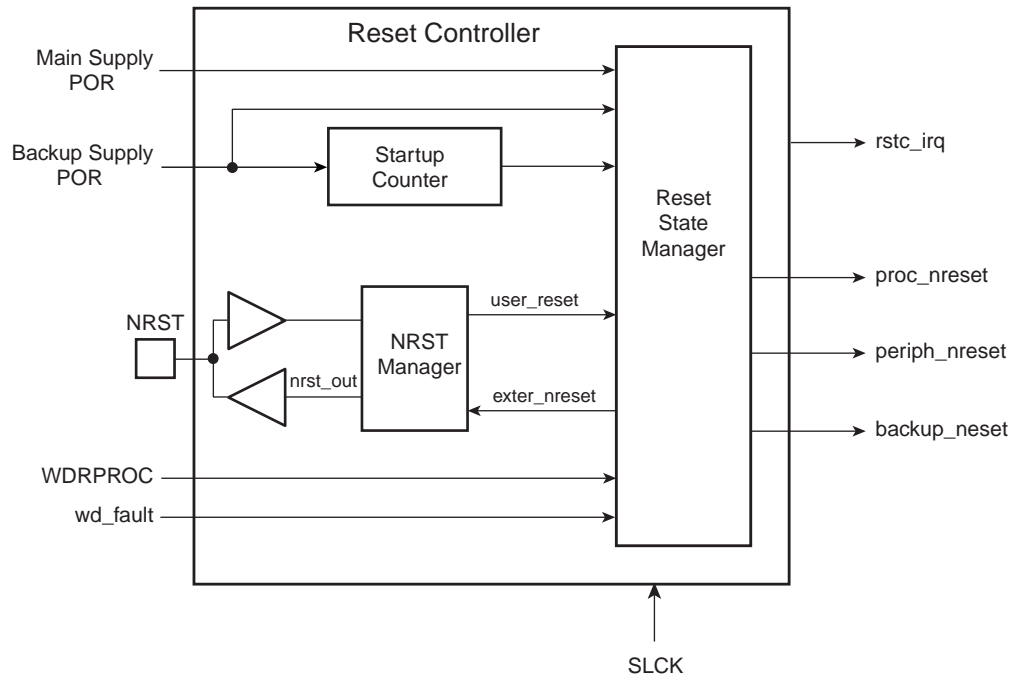 Reset Controller
Main Supply
POR
Backup Supply
POR
Startup
Counter
Reset
State
Manager
rstc_irq
proc_nreset
periph_nreset
backup_neset
NRST
user_reset
NRST
Manager
nrst_out
exter_nreset
WDRPROC
wd_fault
SLCK